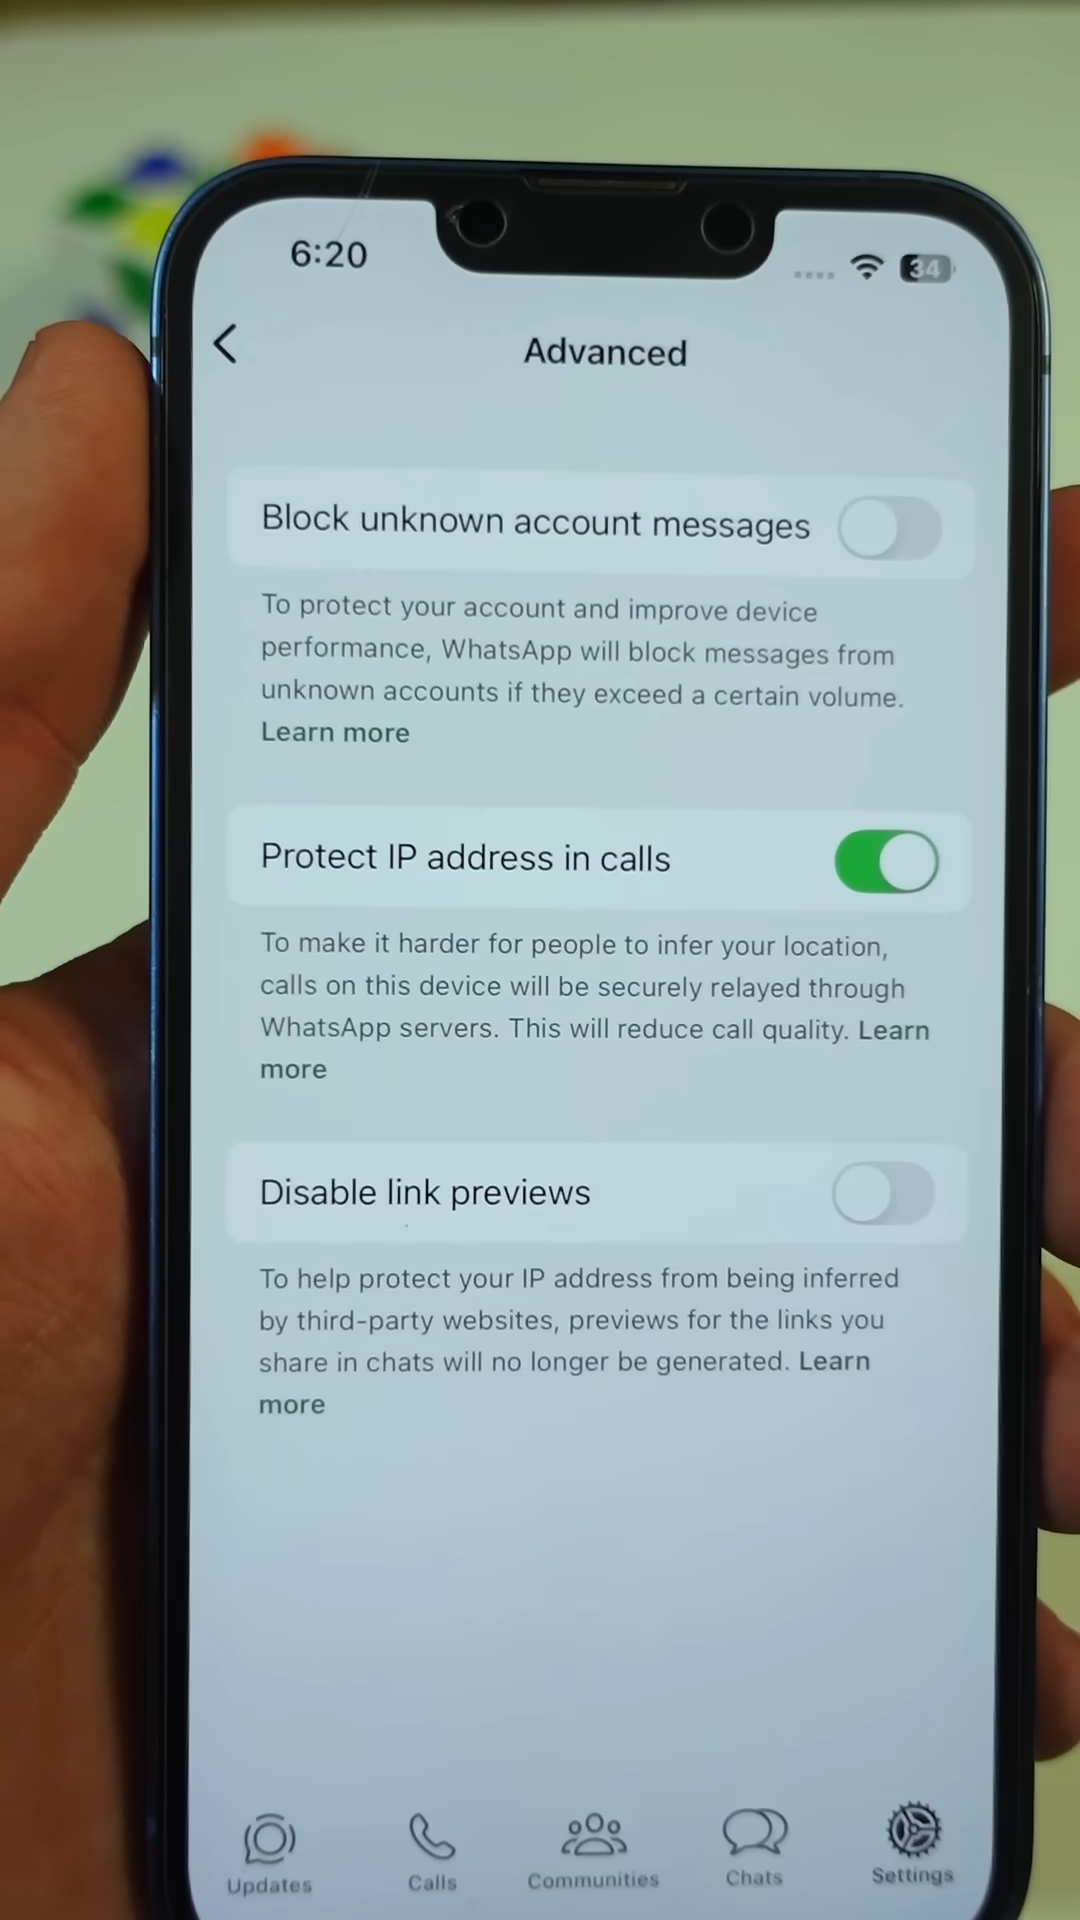 6:20
34
Advanced
Block unknown account messages
To protect your account and improve device
performance, WhatsApp will block messages from
unknown accounts if they exceed a certain volume.
Learn more
Protect IP address in calls
To make it harder for people to infer your location,
calls on this device will be securely relayed through
WhatsApp servers. This will reduce call quality. Learn
more
Disable link previews
To help protect your IP address from being inferred
by third-party websites, previews for the links you
share in chats will no longer be generated. Learn
more
Updates
Calls
Communities
Chats
Settings